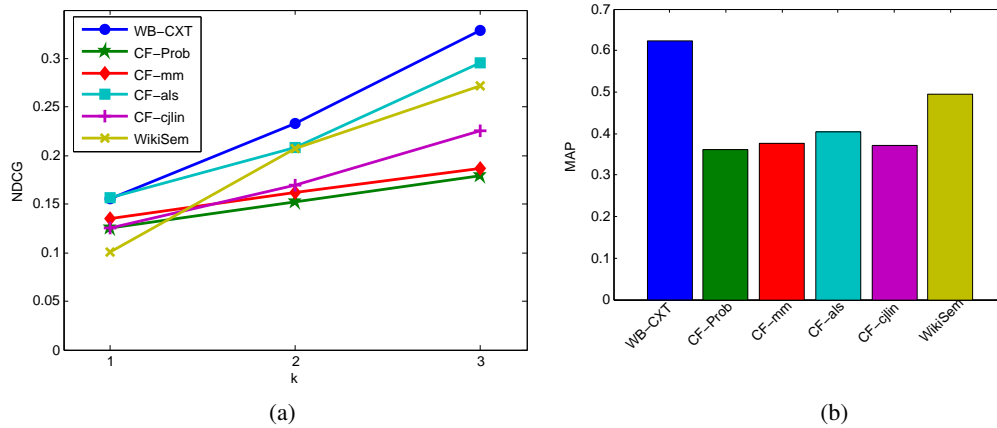 NDCG
0.3
0.25
0.2
0.15
0.1
0.05
0
WB-CXT
CF-Prob
CF-mm
CF-als
CF-cjlin
WikiSem
1 2 3
k
(a)
MAP
0.7
0.6
0.5
0.4
0.3
0.2
0.1
0
WB-CXT CF-Prob CF-mm CF-als CF-cjlin WikiSem
(b)